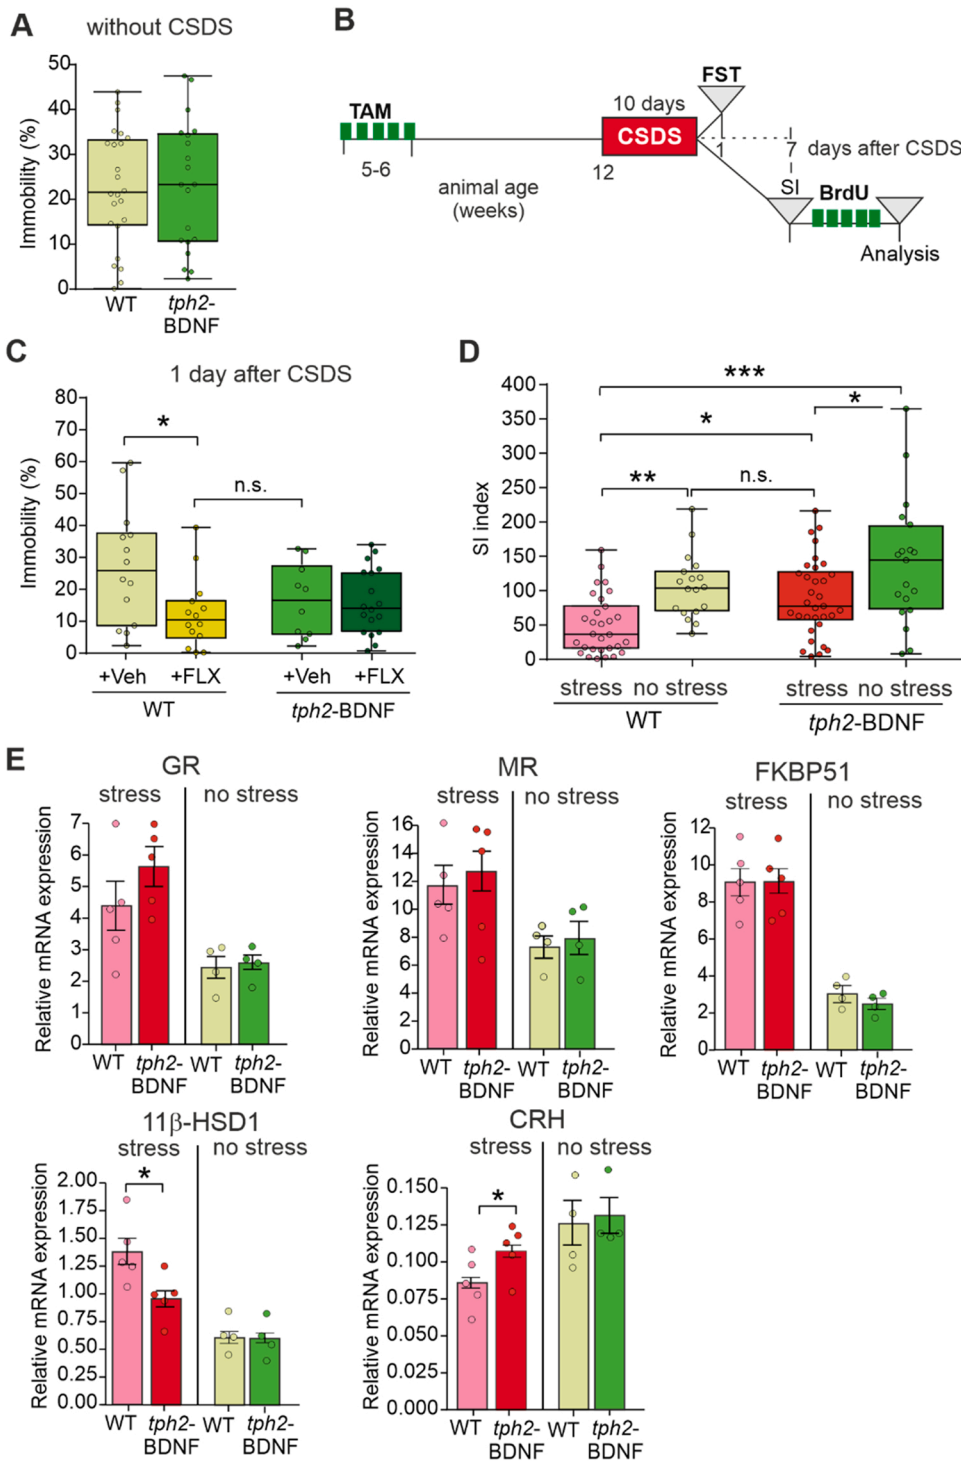 A
without CSDS
Immobility (%)
50
40
30
20
10
0
WT
tph2-
BDNF
B
TAM
5-6
animal age
(weeks)
12
10 days
CSDS
FST
1
7
days after CSDS
SI
BrdU
Analysis
C
1 day after CSDS
Immobility (%)
80
70
60
50
40
30
20
10
0
*
n.s.
+Veh
+FLX
+Veh
+FLX
WT
tph2-BDNF
D
SI index
400
350
300
250
200
150
100
50
0
***
*
*
**
n.s.
stress
no stress
stress
no stress
WT
tph2-BDNF
E
GR
stress
no stress
Relative mRNA expression
7
6
5
4
3
2
1
0
WT
tph2-
BDNF
WT
tph2-
BDNF
MR
stress
no stress
Relative mRNA expression
16
14
12
10
8
6
4
2
0
WT
tph2-
BDNF
WT
tph2-
BDNF
FKBP51
stress
no stress
Relative mRNA expression
12
10
8
6
4
2
0
WT
tph2-
BDNF
WT
tph2-
BDNF
11β-HSD1
stress
no stress
Relative mRNA expression
2.00
1.75
1.50
1.25
1.00
0.75
0.50
0.25
0.00
*
WT
tph2-
BDNF
WT
tph2-
BDNF
CRH
stress
no stress
Relative mRNA expression
0.150
0.125
0.100
0.075
0.050
0.025
0.000
*
WT
tph2-
BDNF
WT
tph2-
BDNF